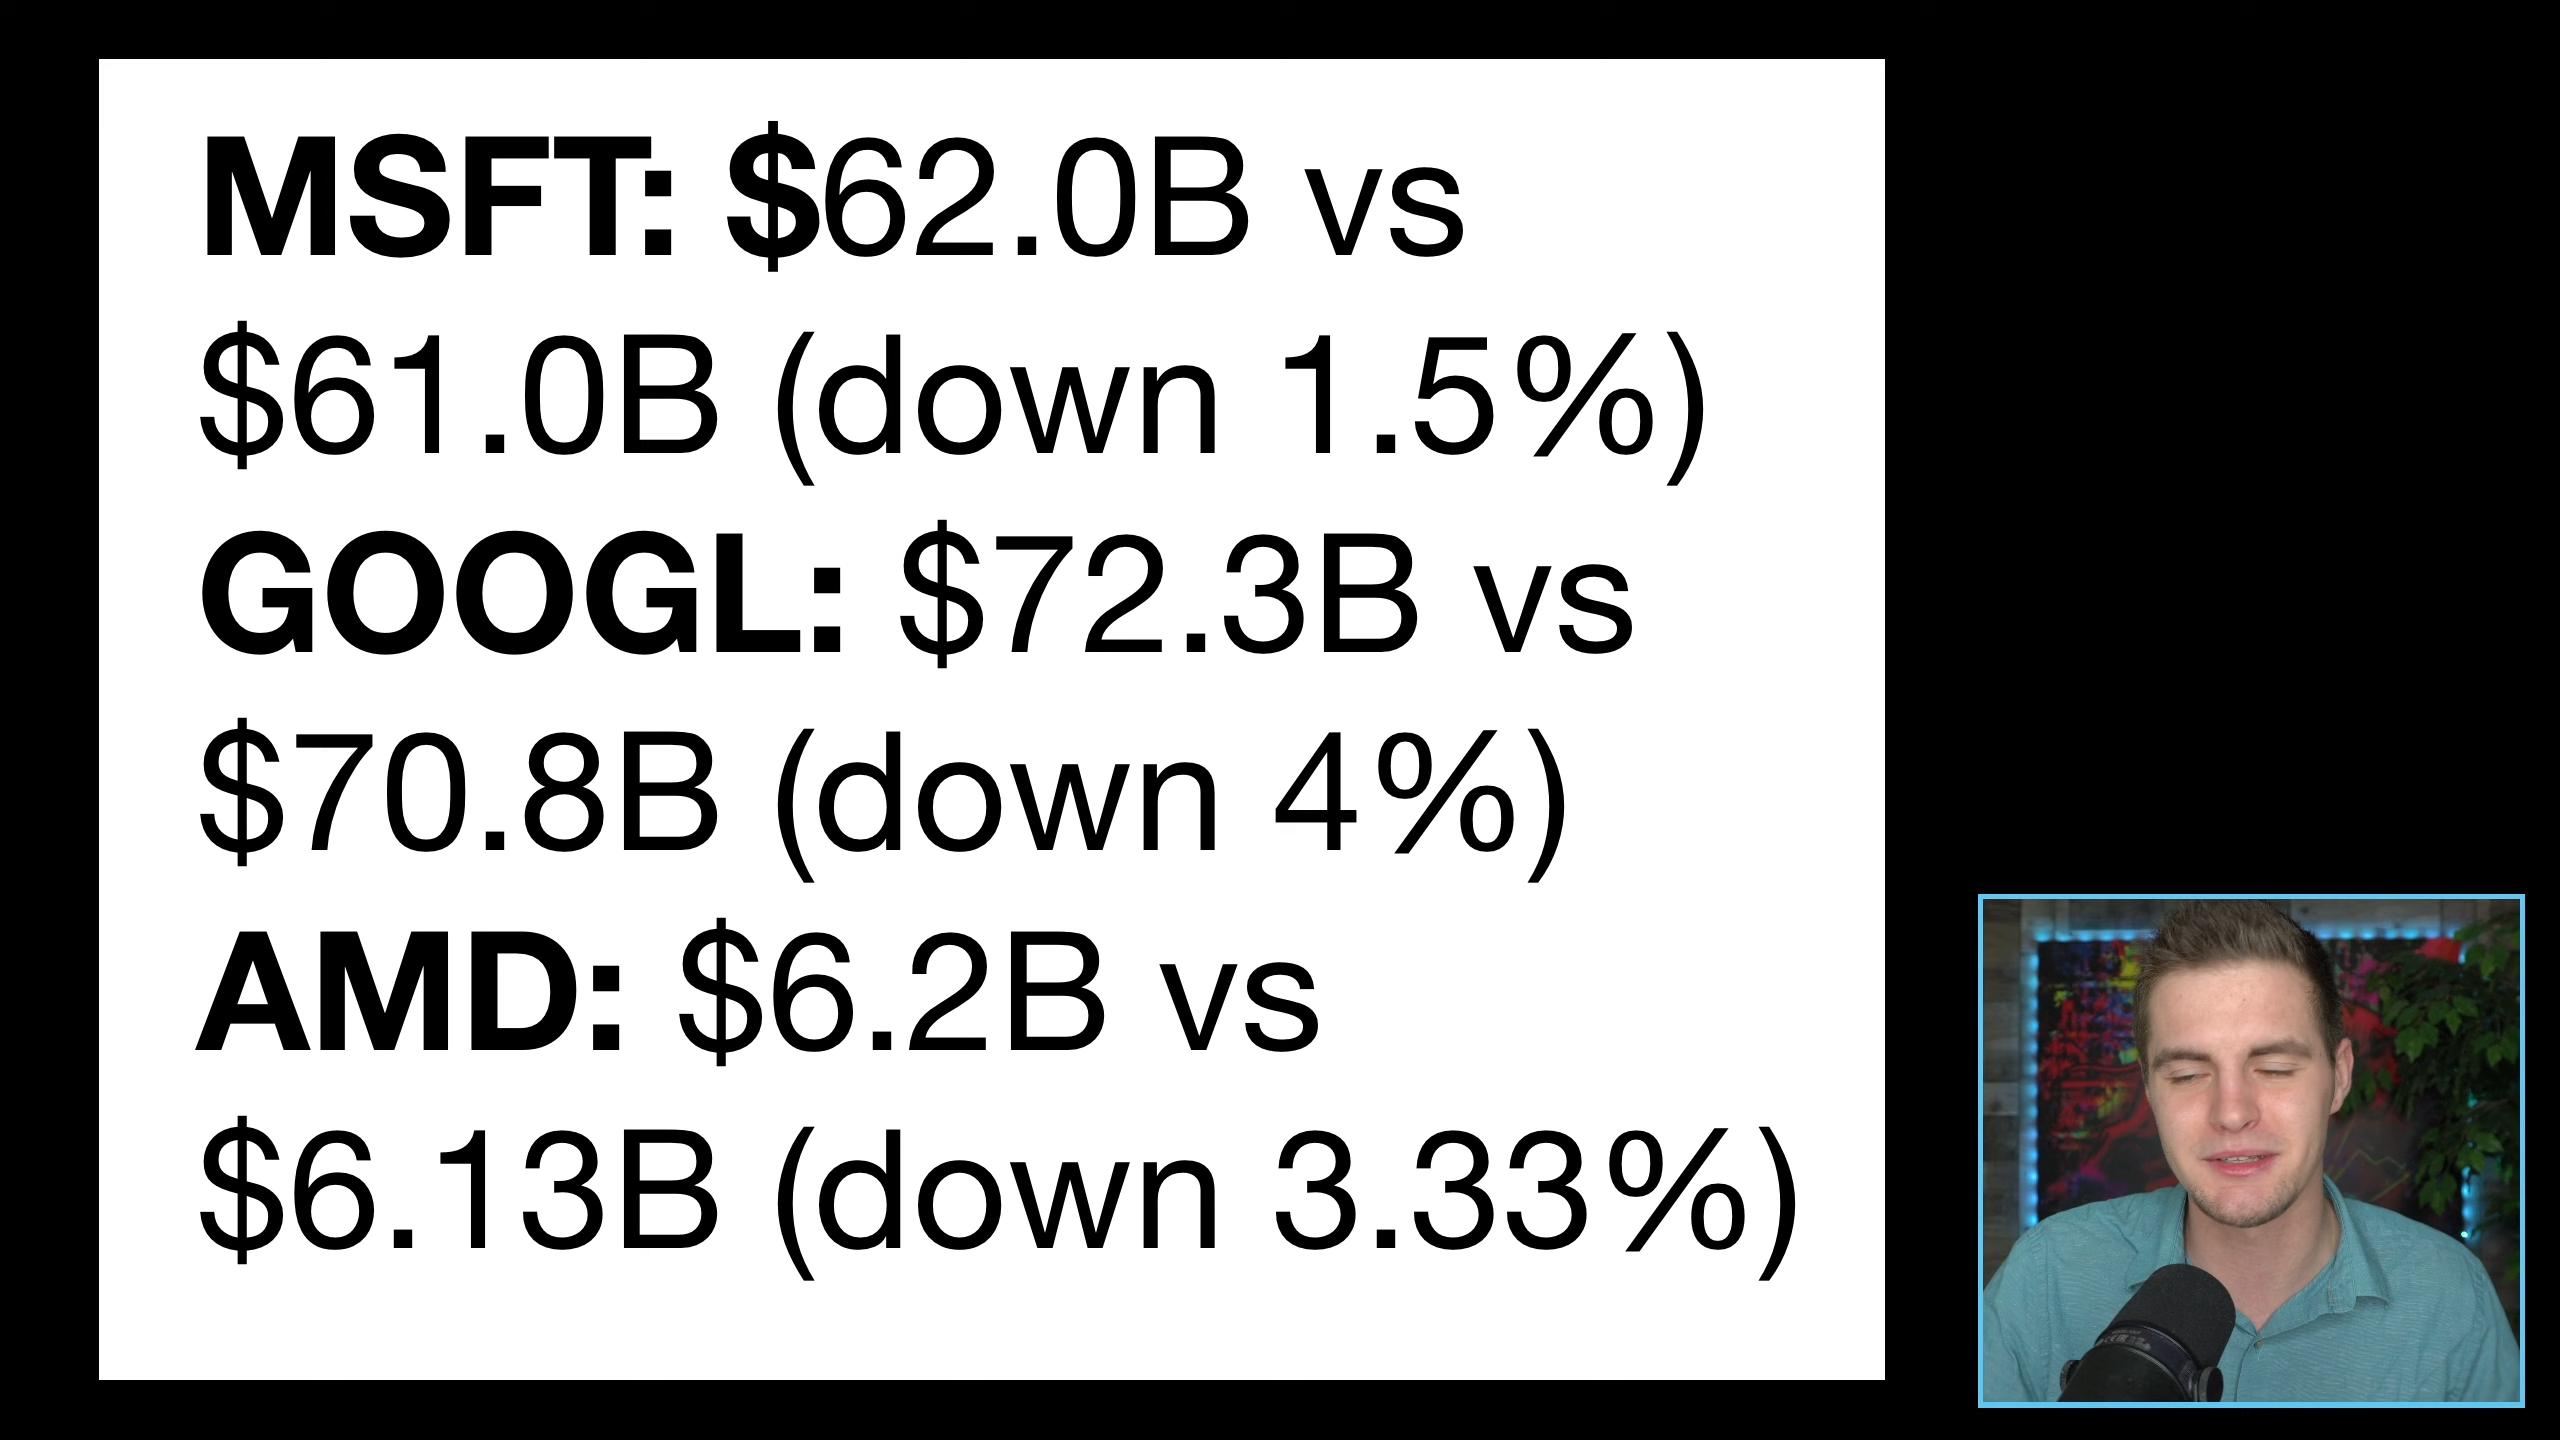 MSFT: $62.0B vs
$61.0B (down 1.5%)
GOOGL: $72.3B vs
$70.8B (down 4%)
AMD: $6.2B vs
$6.13B (down 3.33%)